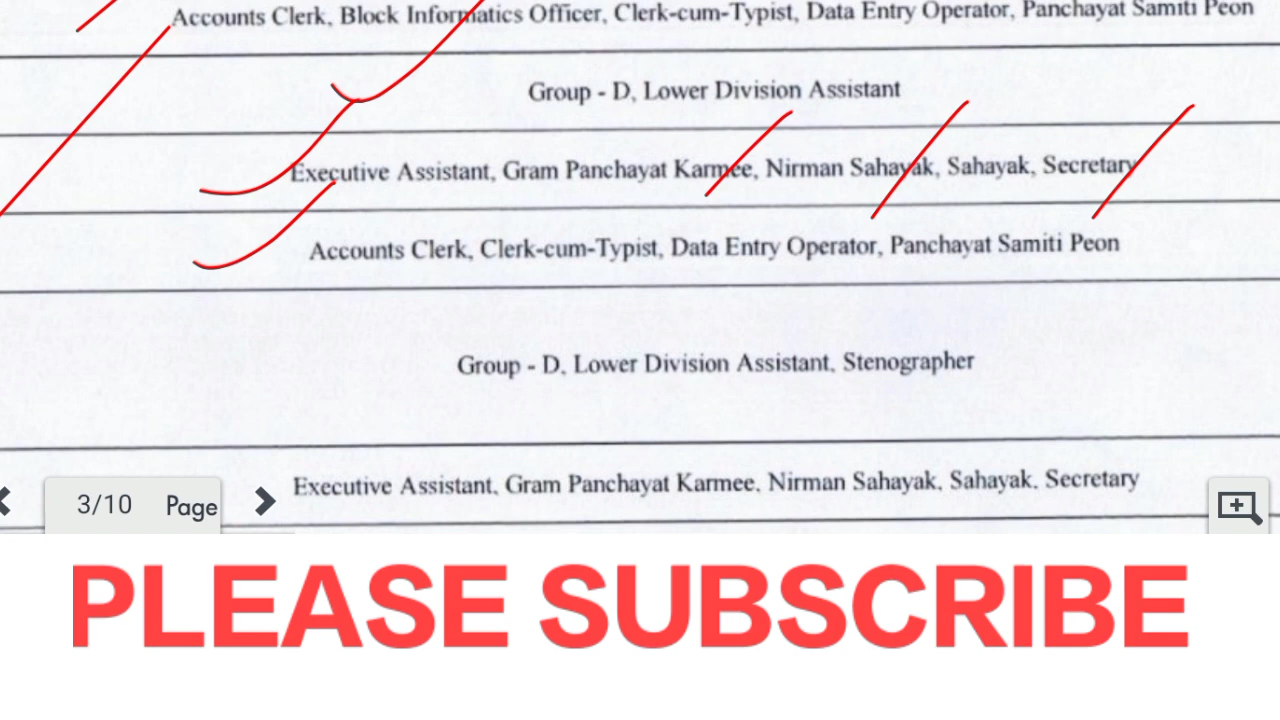 Accounts Clerk, Block Informatics Officer, Clerk-cum-Typist, Data Entry Operator, Panchayat Samiti Peon
Group - D, Lower Division Assistant
Executive Assistant, Gram Panchayat Karmee, Nirman Sahayak, Sahayak, Secretary
Accounts Clerk, Clerk-cum-Typist, Data Entry Operator, Panchayat Samiti Peon
Group - D, Lower Division Assistant, Stenographer
Executive Assistant, Gram Panchayat Karmee, Nirman Sahayak, Sahayak, Secretary
3/10 Page
PLEASE SUBSCRIBE